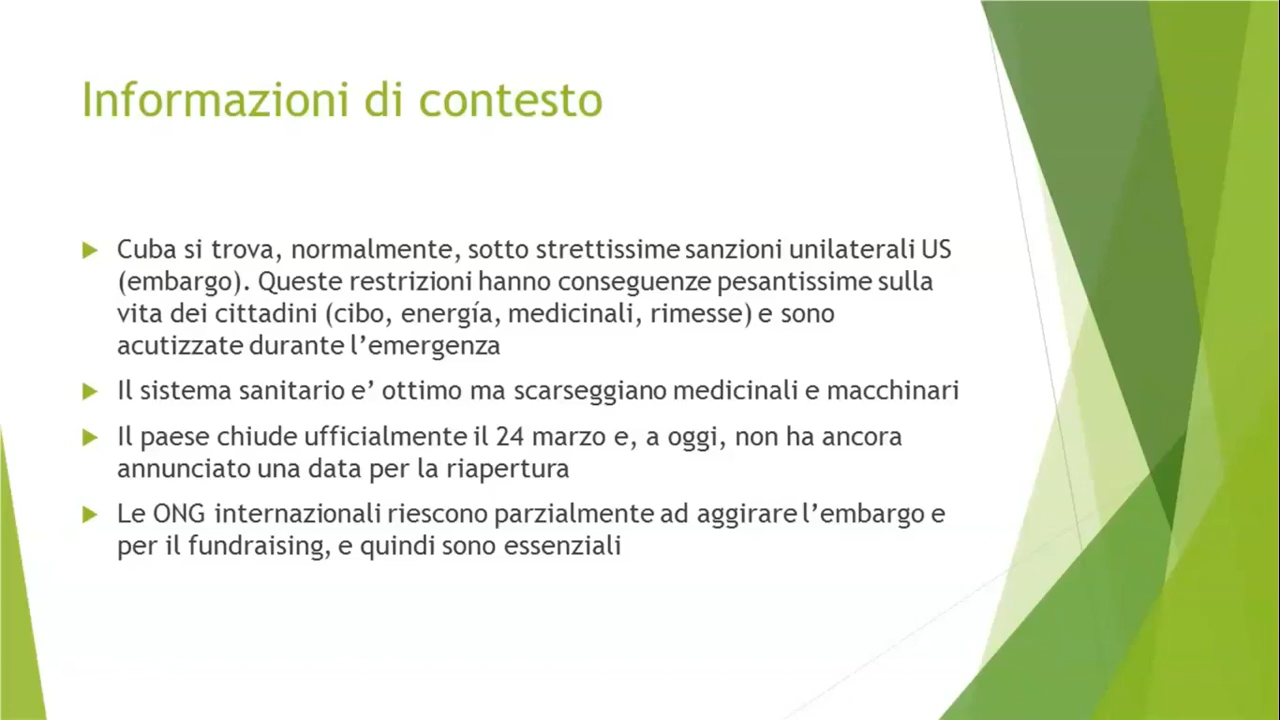 Informazioni di contesto
Cuba si trova, normalmente, sotto strettissime sanzioni unilaterali US
(embargo). Queste restrizioni hanno conseguenze pesantissime sulla
vita dei cittadini (cibo, energía, medicinali, rimesse) e sono
acutizzate durante l’emergenza
Il sistema sanitario e’ ottimo ma scarseggiano medicinali e macchinari
Il paese chiude ufficialmente il 24 marzo e, a oggi, non ha ancora
annunciato una data per la riapertura
Le ONG internazionali riescono parzialmente ad aggirare l’embargo e
per il fundraising, e quindi sono essenziali